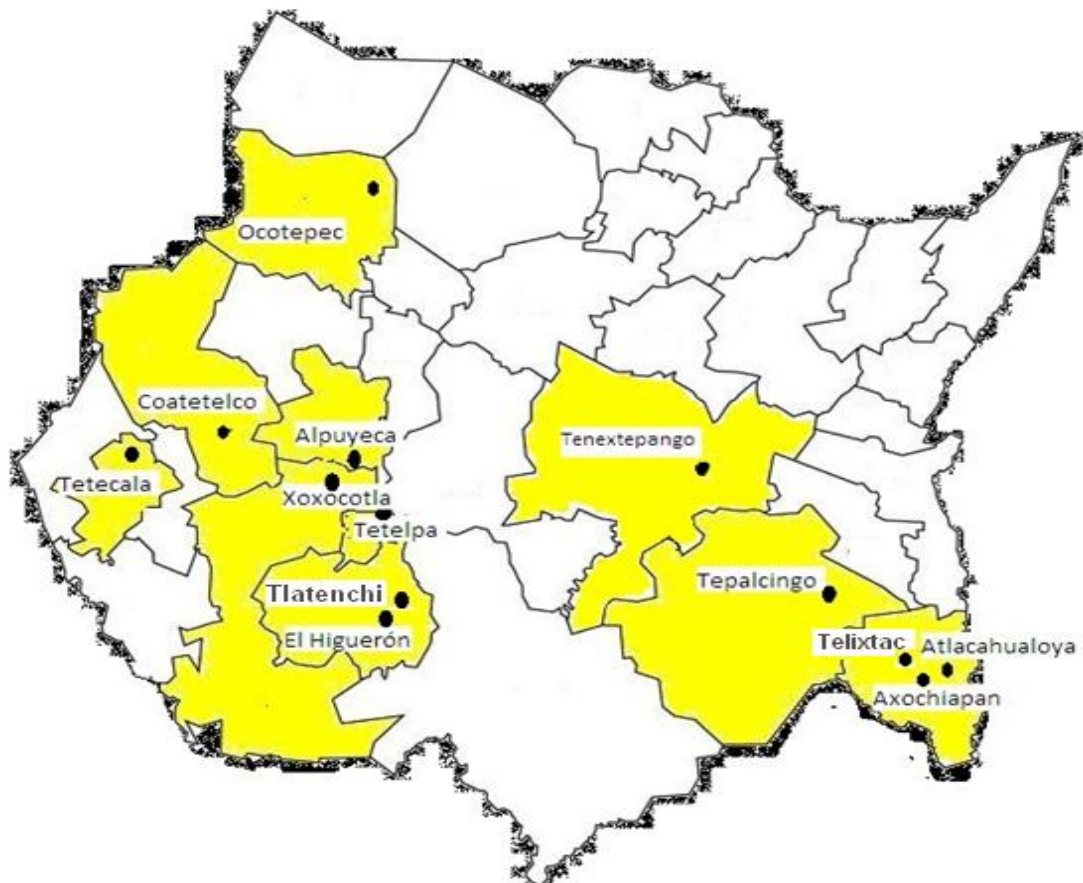 Ocotepec
Coatetelco
Alpuyeca
Tenextepango
Tetecala
Xoxocotla
Tetelpa
Tlatenchi
Tepalcingo
El Higuerón
Telixtac
Atlacahualoya
Axochiapan